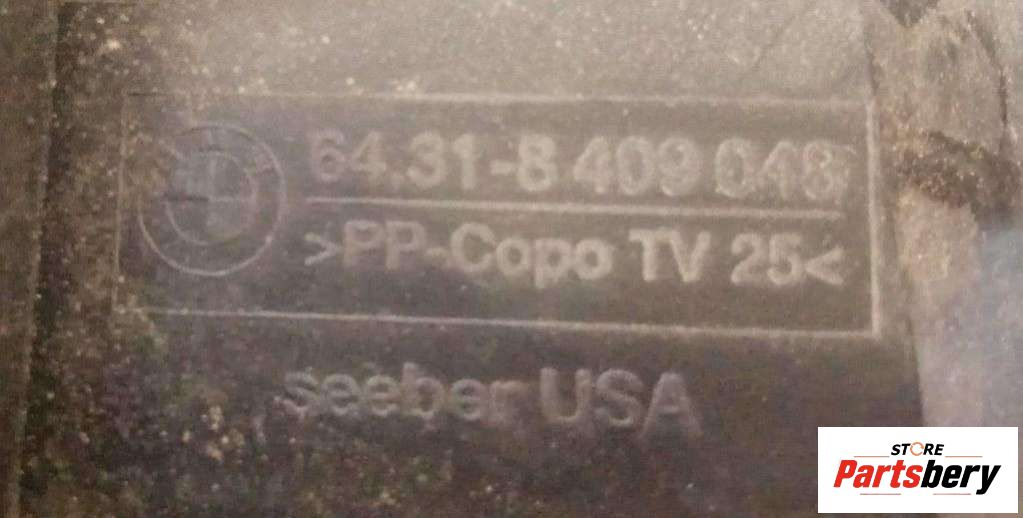 64.31-8 409 048
>PP-Copo TV 25<
seeber USA
STORE
Partsbery